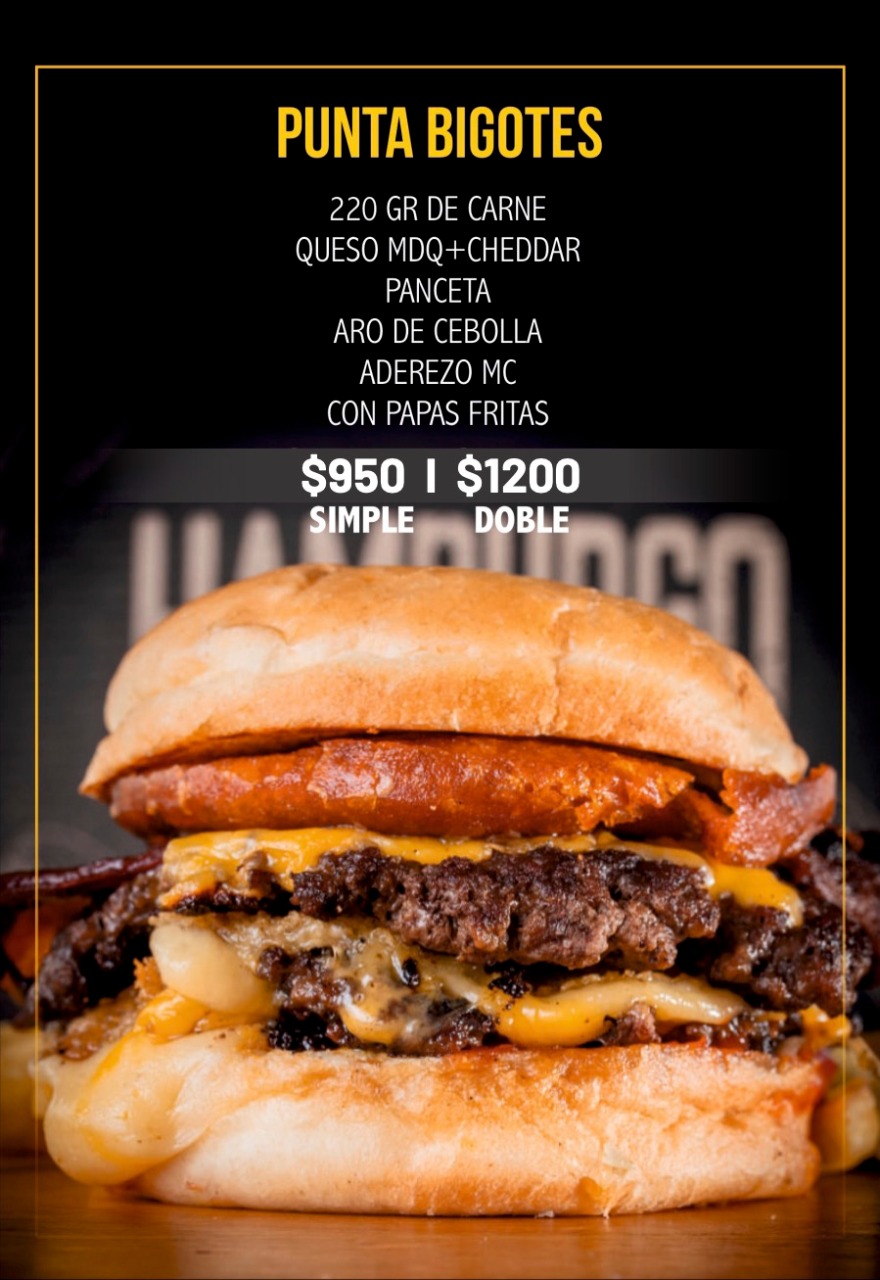 PUNTA BIGOTES
220 GR DE CARNE
QUESO MDQ+CHEDDAR
PANCETA
ARO DE CEBOLLA
ADEREZO MC
CON PAPAS FRITAS
$950 | $1200
SIMPLE DOBLE